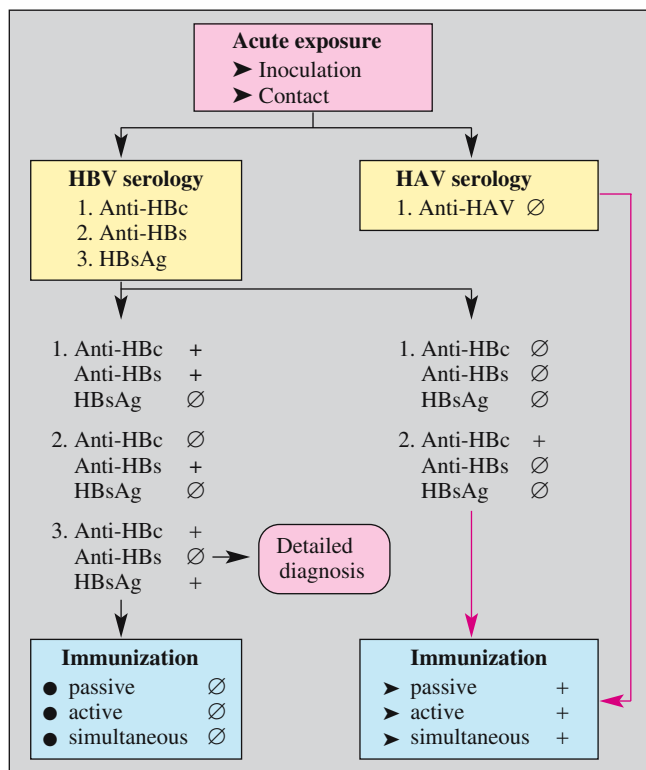 Acute exposure
➤ Inoculation
➤ Contact
HBV serology
1. Anti-HBc
2. Anti-HBs
3. HBsAg
HAV serology
1. Anti-HAV ∅
1. Anti-HBc +
Anti-HBs +
HBsAg ∅
2. Anti-HBc ∅
Anti-HBs +
HBsAg ∅
3. Anti-HBc +
Anti-HBs ∅
HBsAg +
Detailed
diagnosis
1. Anti-HBc ∅
Anti-HBs ∅
HBsAg ∅
2. Anti-HBc +
Anti-HBs ∅
HBsAg ∅
Immunization
● passive ∅
● active ∅
● simultaneous ∅
Immunization
➤ passive +
➤ active +
➤ simultaneous +